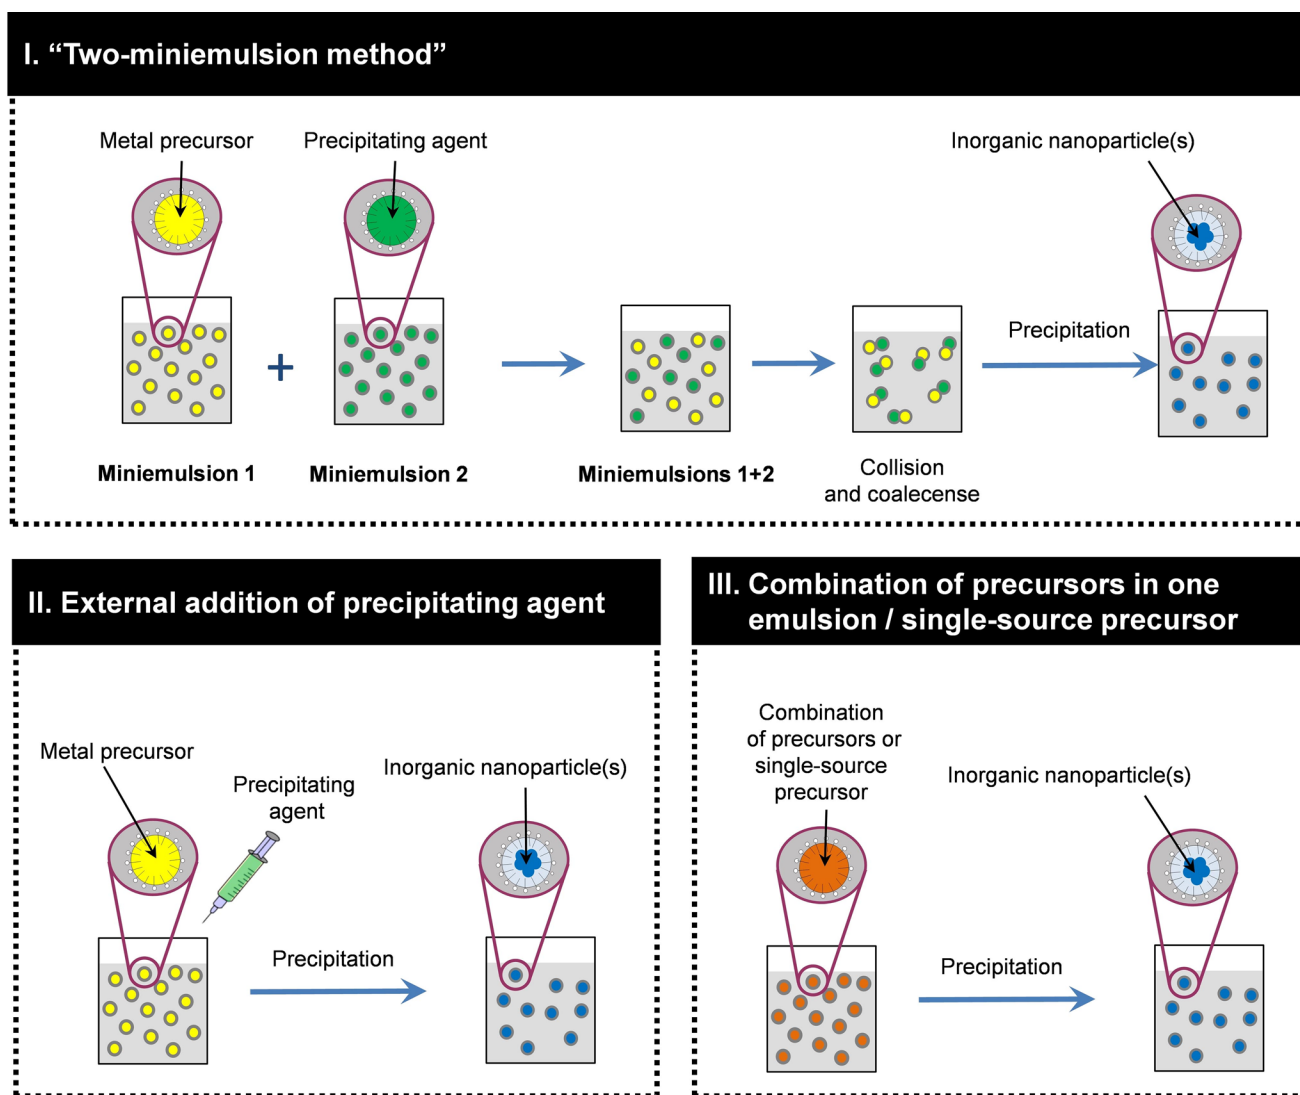 I. “Two-miniemulsion method”
Metal precursor
Precipitating agent
Inorganic nanoparticle(s)
+
Precipitation
Miniemulsion 1
Miniemulsion 2
Miniemulsions 1+2
Collision
and coalecense
II. External addition of precipitating agent
Metal precursor
Precipitating
agent
Inorganic nanoparticle(s)
Precipitation
III. Combination of precursors in one
emulsion / single-source precursor
Combination
of precursors or
single-source
precursor
Inorganic nanoparticle(s)
Precipitation